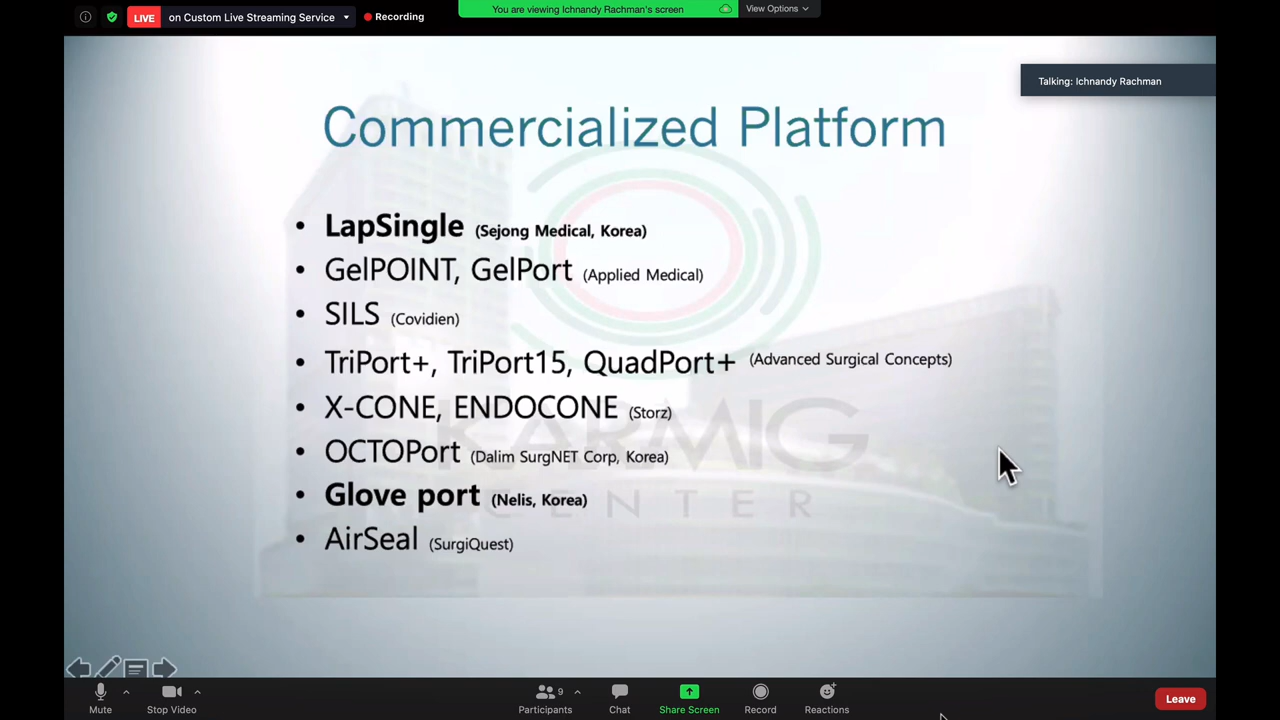 LIVE on Custom Live Streaming Service Recording
You are viewing Ichnandy Rachman's screen View Options
Talking: Ichnandy Rachman
Commercialized Platform
• LapSingle (Sejong Medical, Korea)
• GelPOINT, GelPort (Applied Medical)
• SILS (Covidien)
• TriPort+, TriPort15, QuadPort+ (Advanced Surgical Concepts)
• X-CONE, ENDOCONE (Storz)
• OCTOPort (Dalim SurgNET Corp, Korea)
• Glove port (Nelis, Korea)
• AirSeal (SurgiQuest)
KARMIG
CENTER
9
Mute Stop Video Participants Chat Share Screen Record Reactions Leave